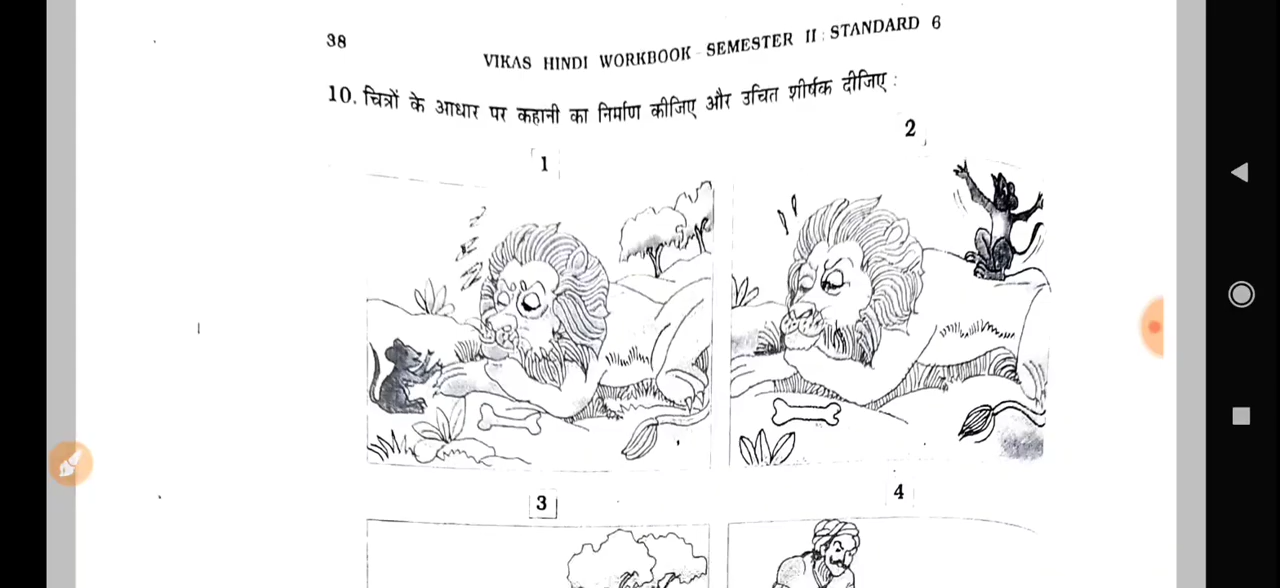 38
VIKAS HINDI WORKBOOK SEMESTER II : STANDARD 6
10. चित्रों के आधार पर कहानी का निर्माण कीजिए और उचित शीर्षक दीजिए :
1
2
3
4